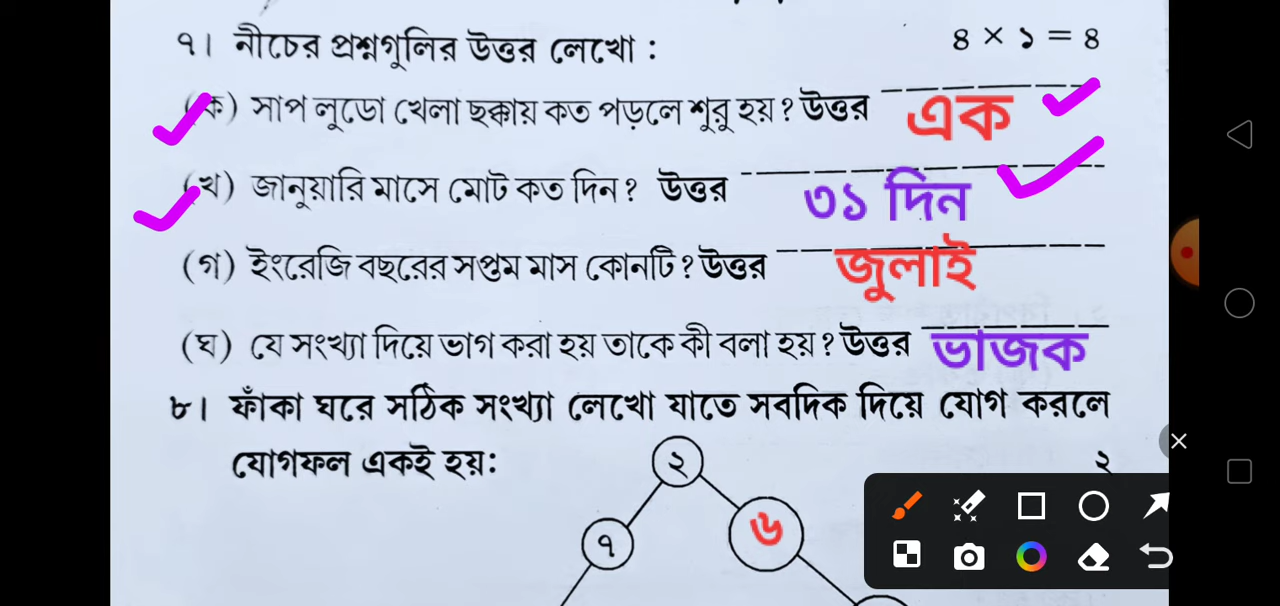 ৭। নীচের প্রশ্নগুলির উত্তর লেখো : ৪ × ১ = ৪
(ক) সাপ লুডো খেলা ছক্কায় কত পড়লে শুরু হয়? উত্তর এক
(খ) জানুয়ারি মাসে মোট কত দিন? উত্তর ৩১ দিন
(গ) ইংরেজি বছরের সপ্তম মাস কোনটি? উত্তর জুলাই
(ঘ) যে সংখ্যা দিয়ে ভাগ করা হয় তাকে কী বলা হয়? উত্তর ভাজক
৮। ফাঁকা ঘরে সঠিক সংখ্যা লেখো যাতে সবদিক দিয়ে যোগ করলে
যোগফল একই হয়: ২
২
৭ ৬